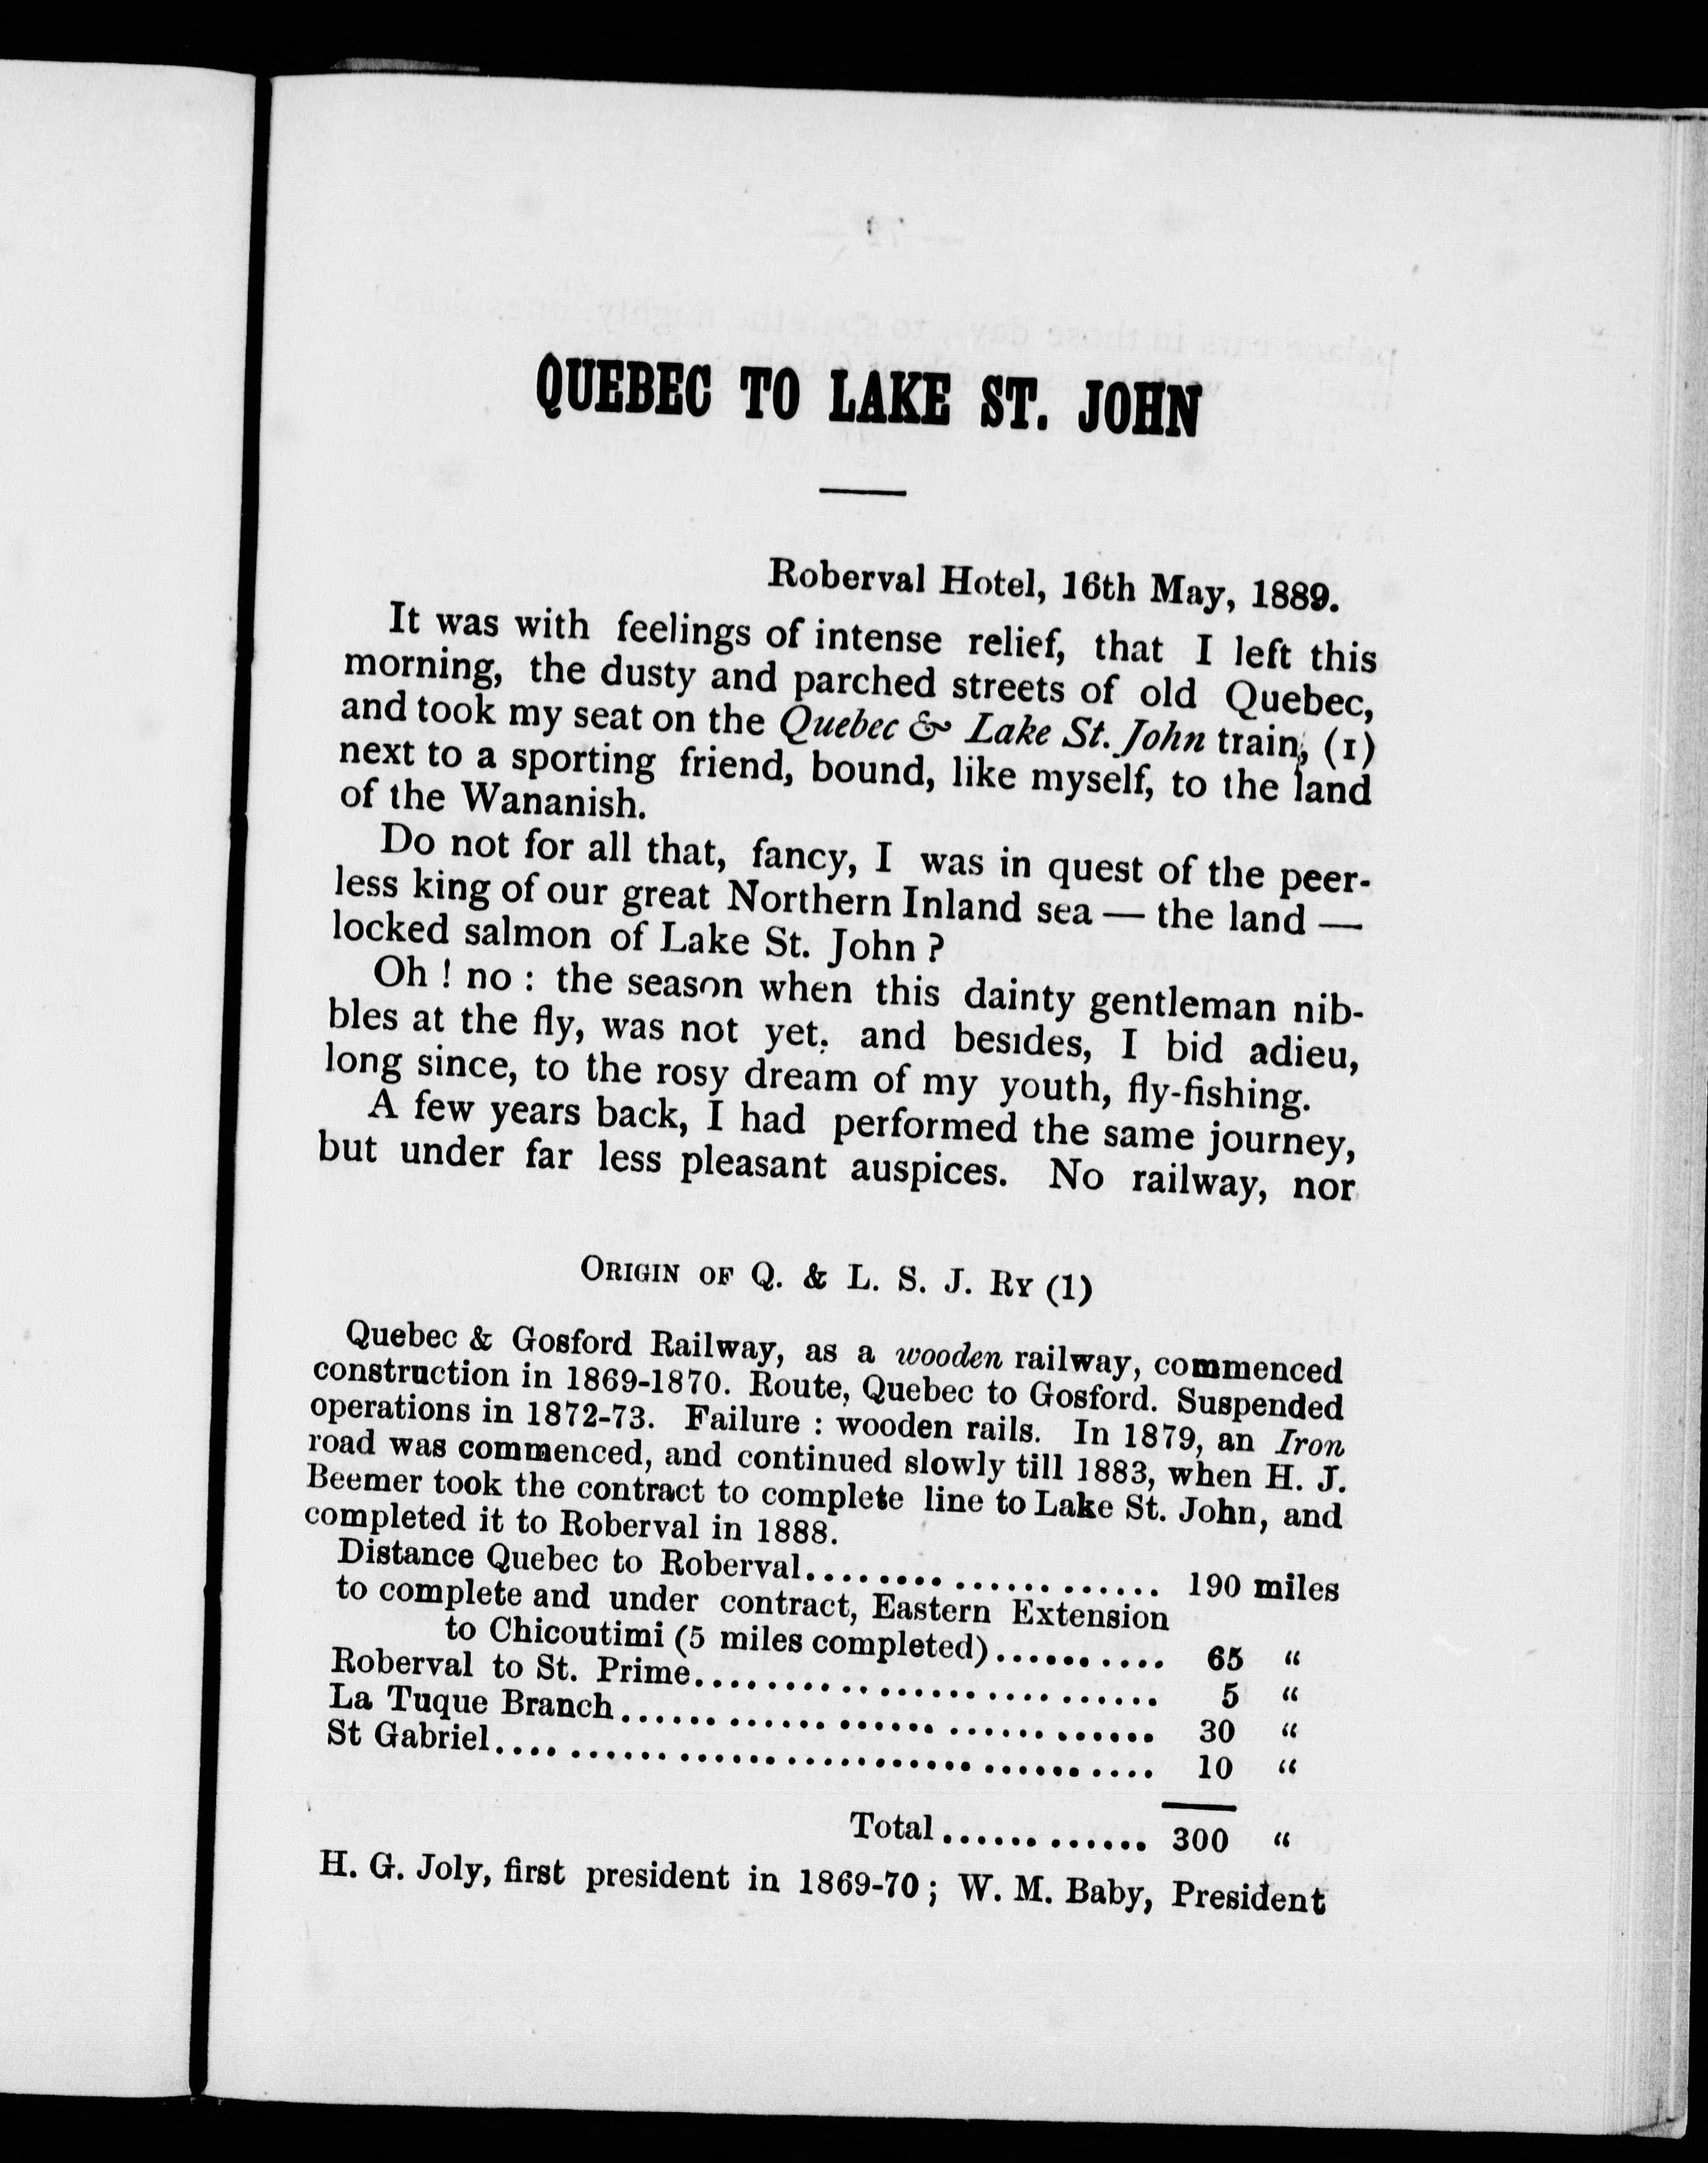 QUEBEC TO LAKE ST. JOHN
Roberval Hotel, 16th May, 1889.
It was with feelings of intense relief, that I left this
morning, the dusty and parched streets of old Quebec,
and took my seat on the Quebec & Lake St. John train, (1)
next to a sporting friend, bound, like myself, to the land
of the Wananish.
Do not for all that, fancy, I was in quest of the peer-
less king of our great Northern Inland sea — the land —
locked salmon of Lake St. John ?
Oh ! no : the season when this dainty gentleman nib-
bles at the fly, was not yet; and besides, I bid adieu,
long since, to the rosy dream of my youth, fly-fishing.
A few years back, I had performed the same journey,
but under far less pleasant auspices. No railway, nor
ORIGIN OF Q. & L. S. J. RY (1)
Quebec & Gosford Railway, as a wooden railway, commenced
construction in 1869-1870. Route, Quebec to Gosford. Suspended
operations in 1872-73. Failure : wooden rails. In 1879, an Iron
road was commenced, and continued slowly till 1883, when H. J.
Beemer took the contract to complete line to Lake St. John, and
completed it to Roberval in 1888.
Distance Quebec to Roberval........ ...... ...... 190 miles
to complete and under contract, Eastern Extension
to Chicoutimi (5 miles completed).......... 65 “
Roberval to St. Prime.......................... 5 “
La Tuque Branch.............................. 30 “
St Gabriel.................................... 10 “
Total............ 300 “
H. G. Joly, first president in 1869-70 ; W. M. Baby, President